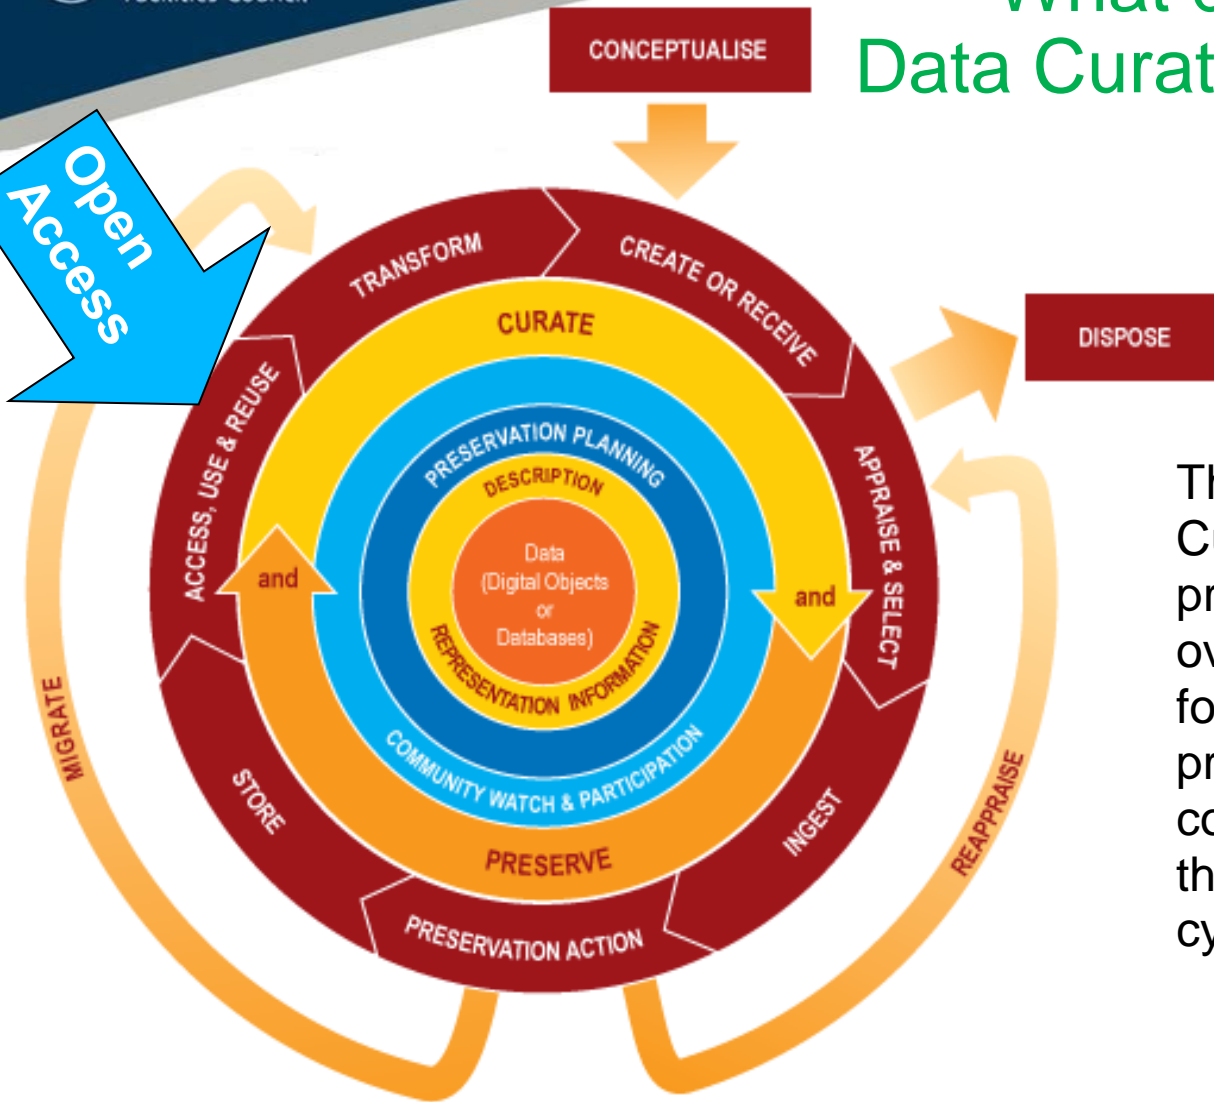 CONCEPTUALISE
What
Data Curat
Open
Access
TRANSFORM
CREATE OR RECEIVE
CURATE
DISPOSE
ACCESS, USE & REUSE
PRESERVATION PLANNING
DESCRIPTION
APPRAISE & SELECT
Data
(Digital Objects
or
Databases)
and
and
REPRESENTATION INFORMATION
COMMUNITY WATCH & PARTICIPATION
MIGRATE
STORE
PRESERVE
INGEST
REAPPRAISE
PRESERVATION ACTION
Th
Cu
pr
ov
fo
pr
co
th
cy